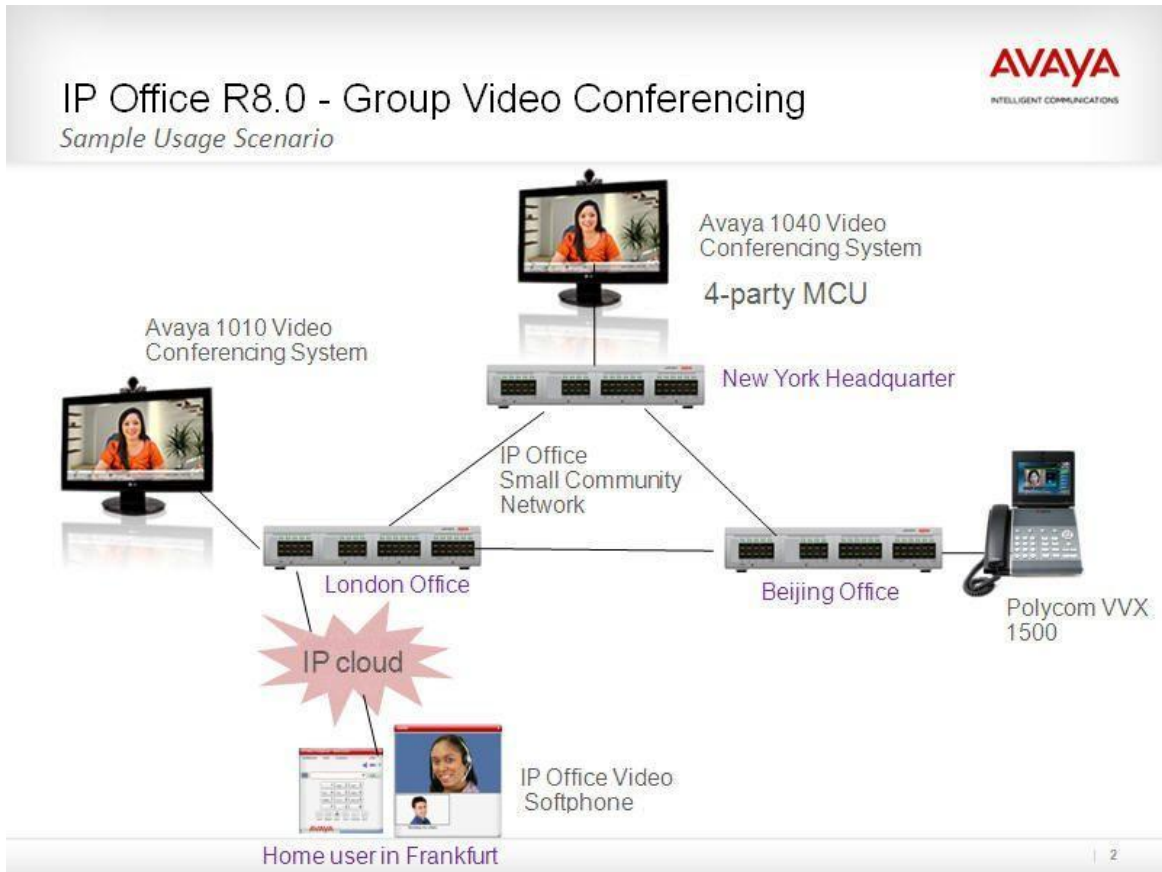 AVAYA
INTELLIGENT COMMUNICATIONS
IP Office R8.0 - Group Video Conferencing
Sample Usage Scenario
Avaya 1040 Video
Conferencing System
4-party MCU
Avaya 1010 Video
Conferencing System
New York Headquarter
IP Office
Small Community
Network
London Office
Beijing Office
Polycom VVX
1500
IP cloud
IP Office Video
Softphone
AVAYA
Home user in Frankfurt
2